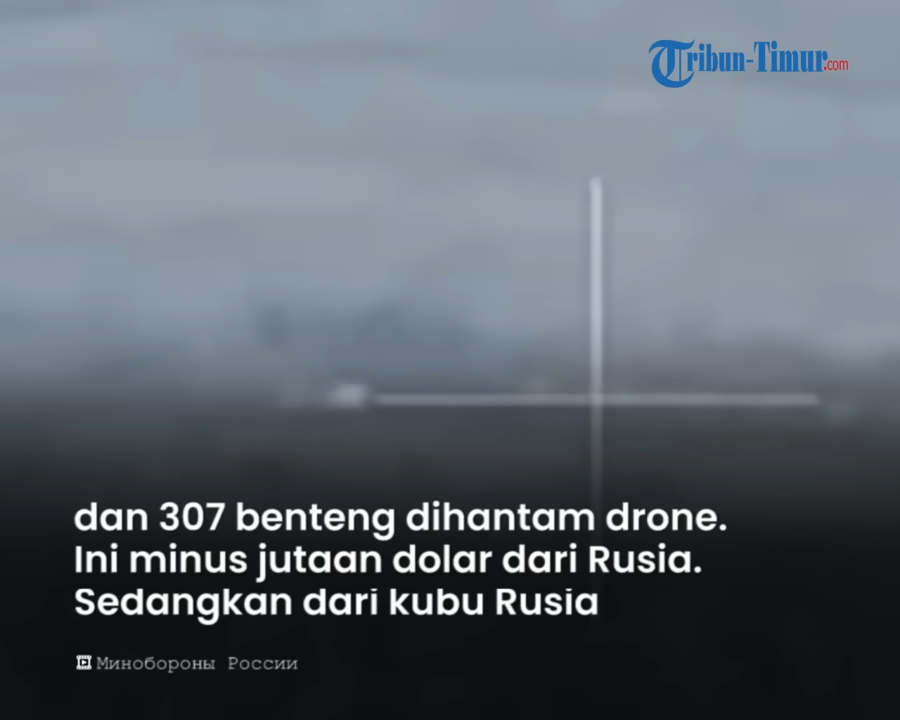 Tribun-Timur.com
dan 307 benteng dihantam drone.
Ini minus jutaan dolar dari Rusia.
Sedangkan dari kubu Rusia
Минобороны России